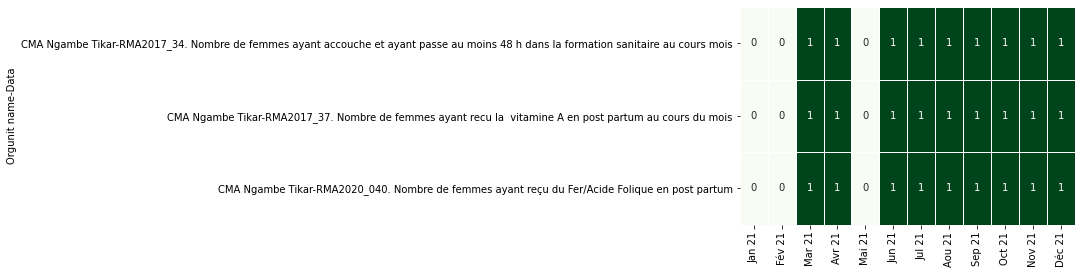 Orgunit name-Data
CMA Ngambe Tikar-RMA2017_34. Nombre de femmes ayant accouche et ayant passe au moins 48 h dans la formation sanitaire au cours mois
0 0 1 1 0 1 1 1 1 1 1 1
CMA Ngambe Tikar-RMA2017_37. Nombre de femmes ayant recu la  vitamine A en post partum au cours du mois
0 0 1 1 0 1 1 1 1 1 1 1
CMA Ngambe Tikar-RMA2020_040. Nombre de femmes ayant reçu du Fer/Acide Folique en post partum
0 0 1 1 0 1 1 1 1 1 1 1
Jan 21
Fév 21
Mar 21
Avr 21
Mai 21
Jun 21
Jul 21
Aou 21
Sep 21
Oct 21
Nov 21
Déc 21